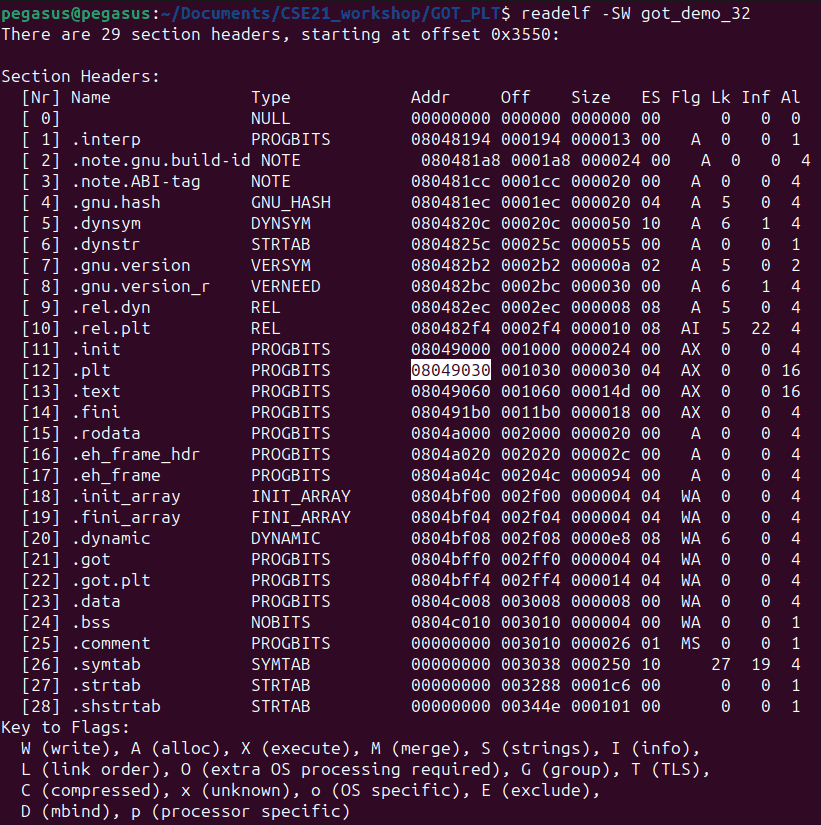 pegasus@pegasus:~/Documents/CSE21_workshop/GOT_PLT$ readelf -SW got_demo_32
There are 29 section headers, starting at offset 0x3550:

Section Headers:
  [Nr] Name              Type            Addr     Off    Size   ES Flg Lk Inf Al
  [ 0]                   NULL            00000000 000000 000000 00      0   0  0
  [ 1] .interp           PROGBITS        08048194 000194 000013 00   A  0   0  1
  [ 2] .note.gnu.build-id NOTE            080481a8 0001a8 000024 00   A  0   0  4
  [ 3] .note.ABI-tag     NOTE            080481cc 0001cc 000020 00   A  0   0  4
  [ 4] .gnu.hash         GNU_HASH        080481ec 0001ec 000020 04   A  5   0  4
  [ 5] .dynsym           DYNSYM          0804820c 00020c 000050 10   A  6   1  4
  [ 6] .dynstr           STRTAB          0804825c 00025c 000055 00   A  0   0  1
  [ 7] .gnu.version      VERSYM          080482b2 0002b2 00000a 02   A  5   0  2
  [ 8] .gnu.version_r    VERNEED         080482bc 0002bc 000030 00   A  6   1  4
  [ 9] .rel.dyn          REL             080482ec 0002ec 000008 08   A  5   0  4
  [10] .rel.plt          REL             080482f4 0002f4 000010 08  AI  5  22  4
  [11] .init             PROGBITS        08049000 001000 000024 00  AX  0   0  4
  [12] .plt              PROGBITS        08049030 001030 000030 04  AX  0   0 16
  [13] .text             PROGBITS        08049060 001060 00014d 00  AX  0   0 16
  [14] .fini             PROGBITS        080491b0 0011b0 000018 00  AX  0   0  4
  [15] .rodata           PROGBITS        0804a000 002000 000020 00   A  0   0  4
  [16] .eh_frame_hdr     PROGBITS        0804a020 002020 00002c 00   A  0   0  4
  [17] .eh_frame         PROGBITS        0804a04c 00204c 000094 00   A  0   0  4
  [18] .init_array       INIT_ARRAY      0804bf00 002f00 000004 04  WA  0   0  4
  [19] .fini_array       FINI_ARRAY      0804bf04 002f04 000004 04  WA  0   0  4
  [20] .dynamic          DYNAMIC         0804bf08 002f08 0000e8 08  WA  6   0  4
  [21] .got              PROGBITS        0804bff0 002ff0 000004 04  WA  0   0  4
  [22] .got.plt          PROGBITS        0804bff4 002ff4 000014 04  WA  0   0  4
  [23] .data             PROGBITS        0804c008 003008 000008 00  WA  0   0  4
  [24] .bss              NOBITS          0804c010 003010 000004 00  WA  0   0  1
  [25] .comment          PROGBITS        00000000 003010 000026 01  MS  0   0  1
  [26] .symtab           SYMTAB          00000000 003038 000250 10     27  19  4
  [27] .strtab           STRTAB          00000000 003288 0001c6 00      0   0  1
  [28] .shstrtab         STRTAB          00000000 00344e 000101 00      0   0  1
Key to Flags:
  W (write), A (alloc), X (execute), M (merge), S (strings), I (info),
  L (link order), O (extra OS processing required), G (group), T (TLS),
  C (compressed), x (unknown), o (OS specific), E (exclude),
  D (mbind), p (processor specific)